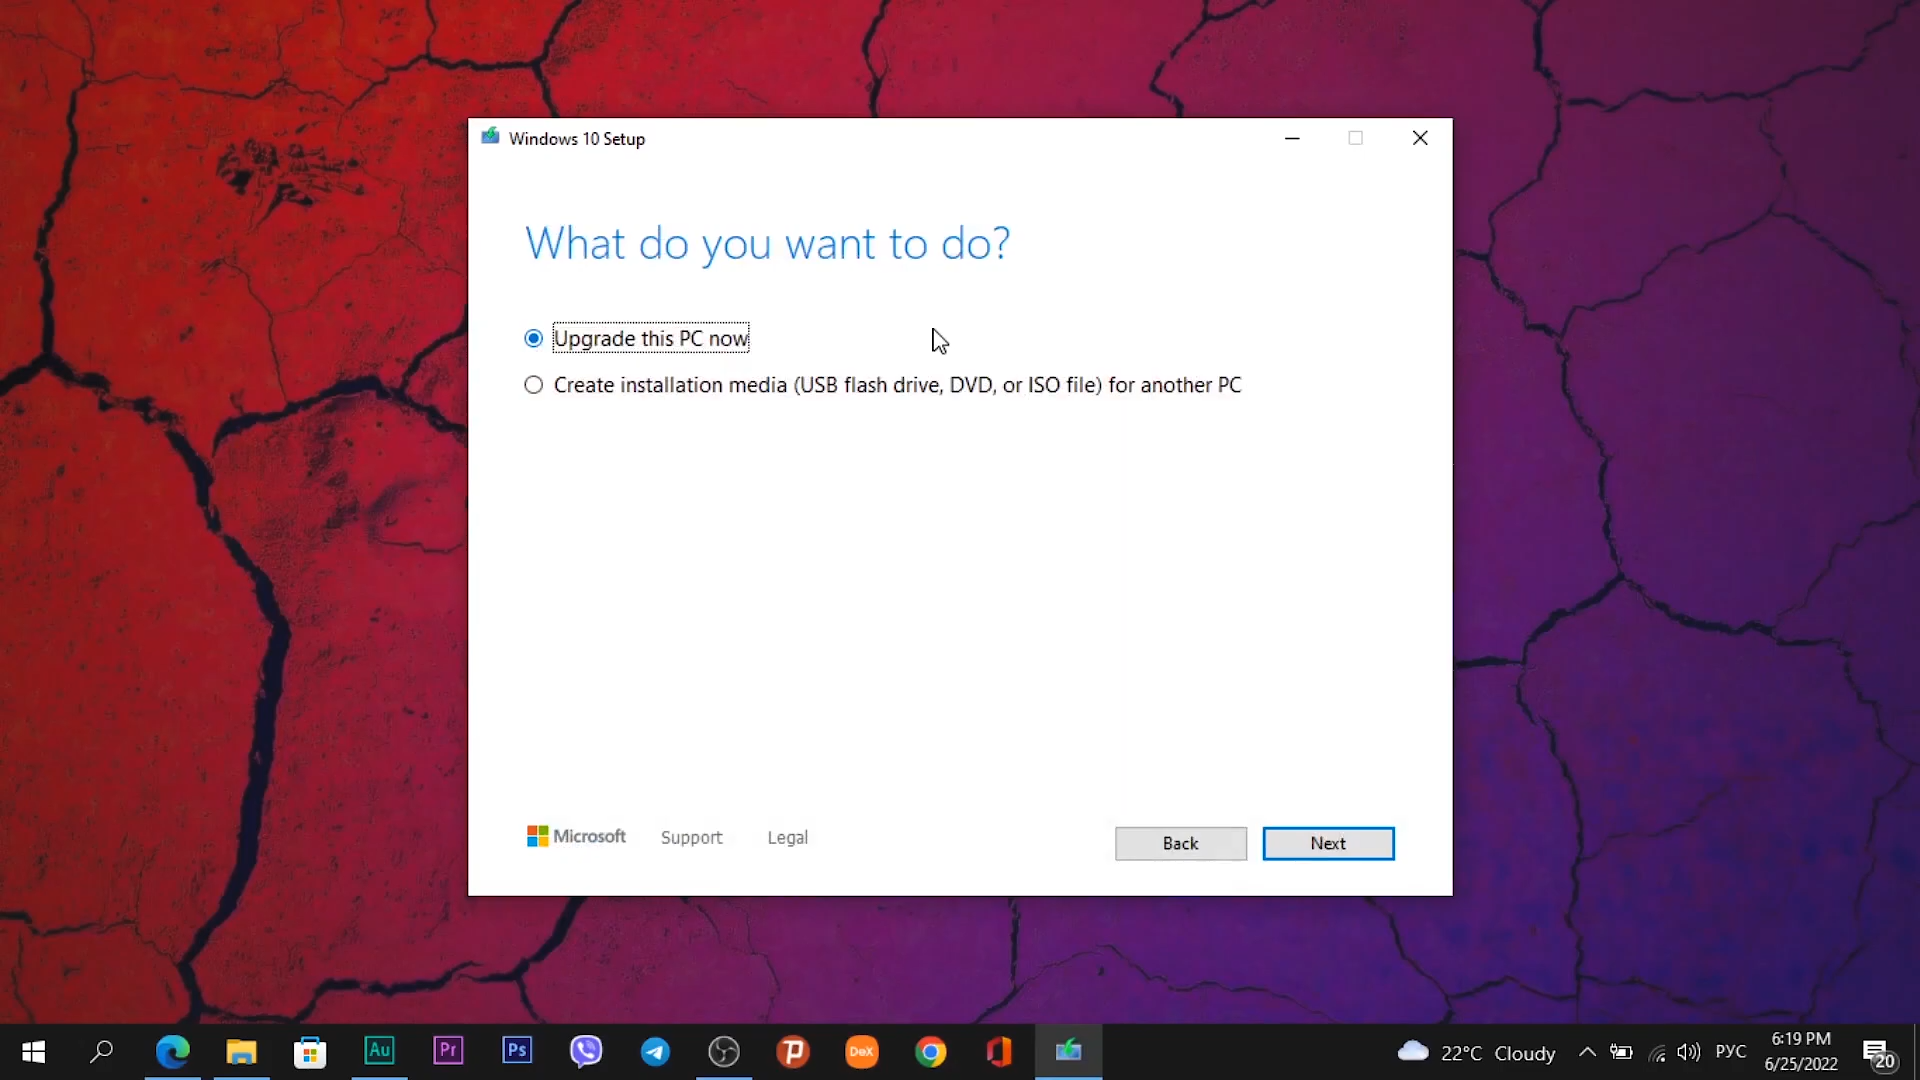 Windows 10 Setup
What do you want to do?
Upgrade this PC now
Create installation media (USB flash drive, DVD, or ISO file) for another PC
Microsoft Support Legal Back Next
Au Pr Ps DeX 22°C Cloudy РУС 6:19 PM
6/25/2022 20